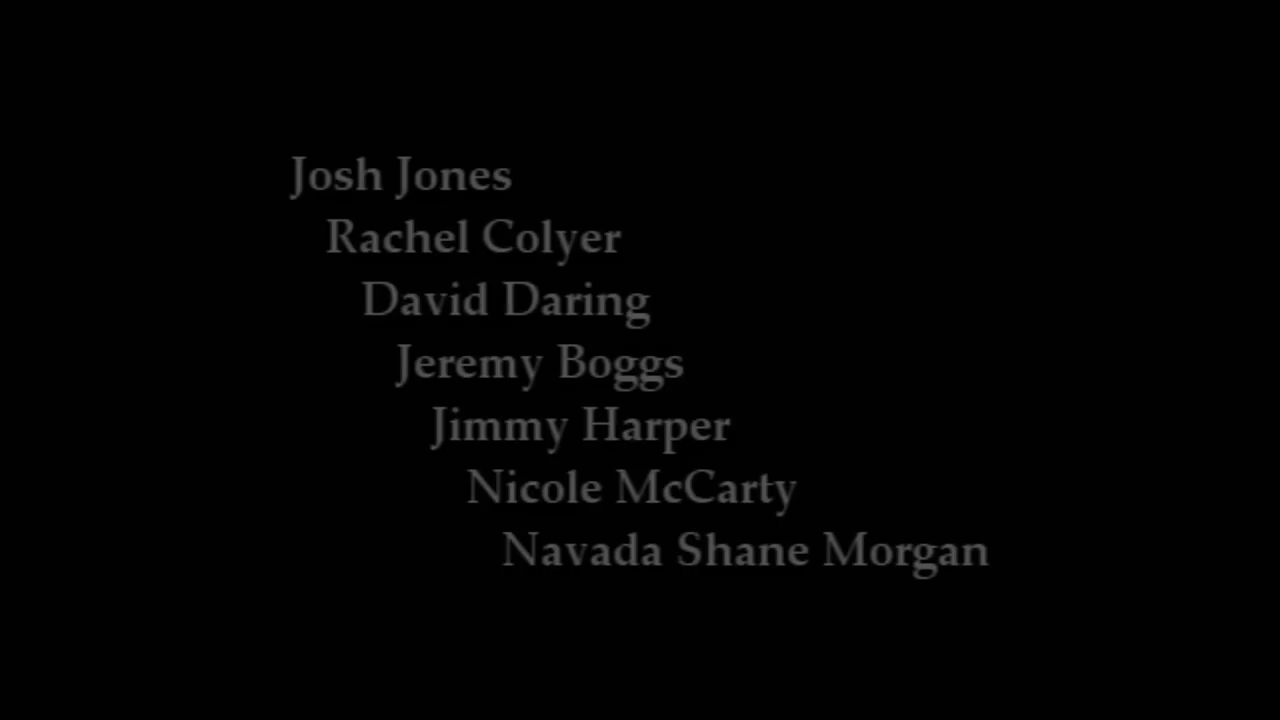 Josh Jones
Rachel Colyer
David Daring
Jeremy Boggs
Jimmy Harper
Nicole McCarty
Navada Shane Morgan